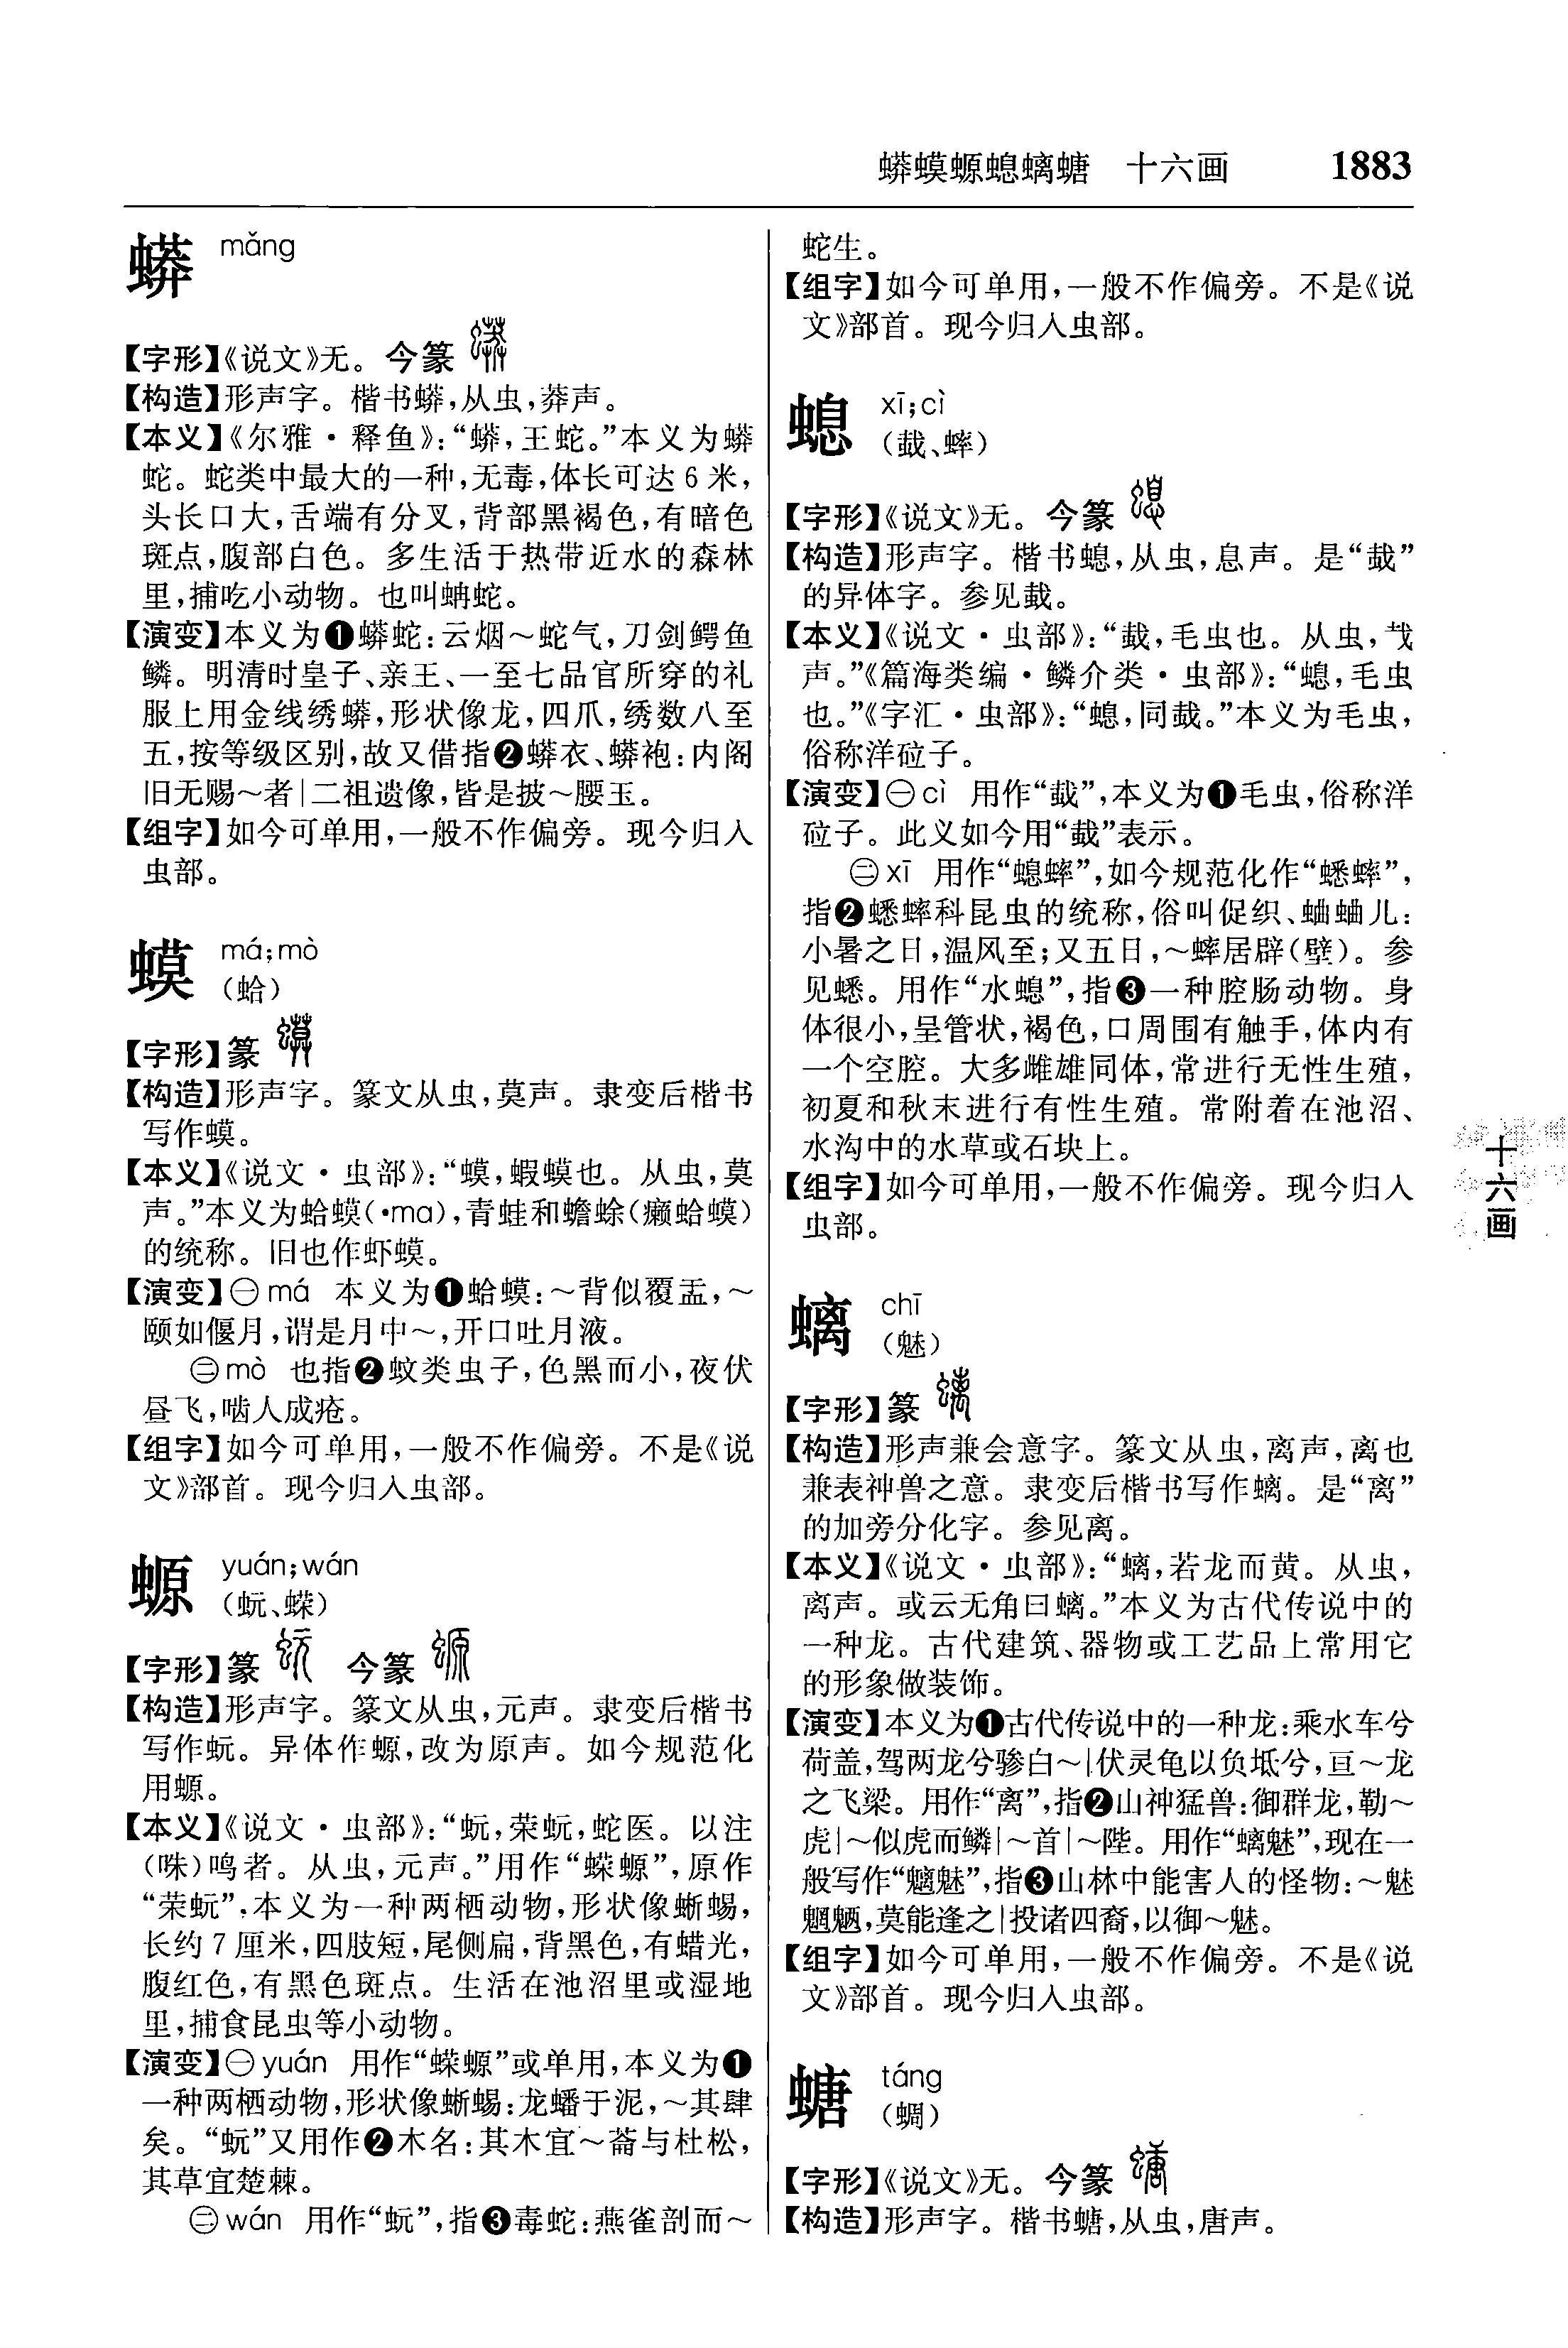 蟒蟆螈螅螭螗　十六画　1883
蟒 mǎng
【字形】《说文》无。今篆
【构造】形声字。楷书蟒,从虫,莽声。
【本义】《尔雅·释鱼》:“蟒,王蛇。”本义为蟒
蛇。蛇类中最大的一种,无毒,体长可达6米,
头长口大,舌端有分叉,背部黑褐色,有暗色
斑点,腹部白色。多生活于热带近水的森林
里,捕吃小动物。也叫蚺蛇。
【演变】本义为❶蟒蛇:云烟～蛇气,刀剑鳄鱼
鳞。明清时皇子、亲王、一至七品官所穿的礼
服上用金线绣蟒,形状像龙,四爪,绣数八至
五,按等级区别,故又借指❷蟒衣、蟒袍:内阁
旧无赐～者|二祖遗像,皆是披～腰玉。
【组字】如今可单用,一般不作偏旁。现今归入
虫部。
蟆 má;mò
(蛤)
【字形】篆
【构造】形声字。篆文从虫,莫声。隶变后楷书
写作蟆。
【本义】《说文·虫部》:“蟆,蝦蟆也。从虫,莫
声。”本义为蛤蟆(·ma),青蛙和蟾蜍(癞蛤蟆)
的统称。旧也作虾蟆。
【演变】㊀má 本义为❶蛤蟆:～背似覆盂,～
颐如偃月,谓是月中～,开口吐月液。
㊁mò 也指❷蚊类虫子,色黑而小,夜伏
昼飞,啮人成疮。
【组字】如今可单用,一般不作偏旁。不是《说
文》部首。现今归入虫部。
螈 yuán;wán
(蚖、蝾)
【字形】篆　今篆
【构造】形声字。篆文从虫,元声。隶变后楷书
写作蚖。异体作螈,改为原声。如今规范化
用螈。
【本义】《说文·虫部》:“蚖,荣蚖,蛇医。以注
(咮)鸣者。从虫,元声。”用作“蝾螈”,原作
“荣蚖”,本义为一种两栖动物,形状像蜥蜴,
长约7厘米,四肢短,尾侧扁,背黑色,有蜡光,
腹红色,有黑色斑点。生活在池沼里或湿地
里,捕食昆虫等小动物。
【演变】㊀yuán 用作“蝾螈”或单用,本义为❶
一种两栖动物,形状像蜥蜴:龙蟠于泥,～其肆
矣。“蚖”又用作❷木名:其木宜～蕃与杜松,
其草宜楚棘。
㊁wán 用作“蚖”,指❸毒蛇:燕雀剖而～
蛇生。
【组字】如今可单用,一般不作偏旁。不是《说
文》部首。现今归入虫部。
螅 xī;cì
(蛓、蟀)
【字形】《说文》无。今篆
【构造】形声字。楷书螅,从虫,息声。是“蛓”
的异体字。参见蛓。
【本义】《说文·虫部》:“蛓,毛虫也。从虫,𢦏
声。”《篇海类编·鳞介类·虫部》:“螅,毛虫
也。”《字汇·虫部》:“螅,同蛓。”本义为毛虫,
俗称洋砬子。
【演变】㊀cì 用作“蛓”,本义为❶毛虫,俗称洋
砬子。此义如今用“蛓”表示。
㊁xī 用作“螅蟀”,如今规范化作“蟋蟀”,
指❷蟋蟀科昆虫的统称,俗叫促织、蛐蛐儿:
小暑之日,温风至;又五日,～蟀居辟(壁)。参
见蟋。用作“水螅”,指❸一种腔肠动物。身
体很小,呈管状,褐色,口周围有触手,体内有
一个空腔。大多雌雄同体,常进行无性生殖,
初夏和秋末进行有性生殖。常附着在池沼、
水沟中的水草或石块上。
【组字】如今可单用,一般不作偏旁。现今归入
虫部。
螭 chī
(魅)
【字形】篆
【构造】形声兼会意字。篆文从虫,离声,离也
兼表神兽之意。隶变后楷书写作螭。是“离”
的加旁分化字。参见离。
【本义】《说文·虫部》:“螭,若龙而黄。从虫,
离声。或云无角曰螭。”本义为古代传说中的
一种龙。古代建筑、器物或工艺品上常用它
的形象做装饰。
【演变】本义为❶古代传说中的一种龙:乘水车兮
荷盖,驾两龙兮骖白～|伏灵龟以负坻兮,亘～龙
之飞梁。用作“离”,指❷山神猛兽:御群龙,勒～
虎|～似虎而鳞|～首|～陛。用作“螭魅”,现在一
般写作“魑魅”,指❸山林中能害人的怪物:～魅
魍魉,莫能逢之|投诸四裔,以御～魅。
【组字】如今可单用,一般不作偏旁。不是《说
文》部首。现今归入虫部。
螗 táng
(蜩)
【字形】《说文》无。今篆
【构造】形声字。楷书螗,从虫,唐声。
十六画